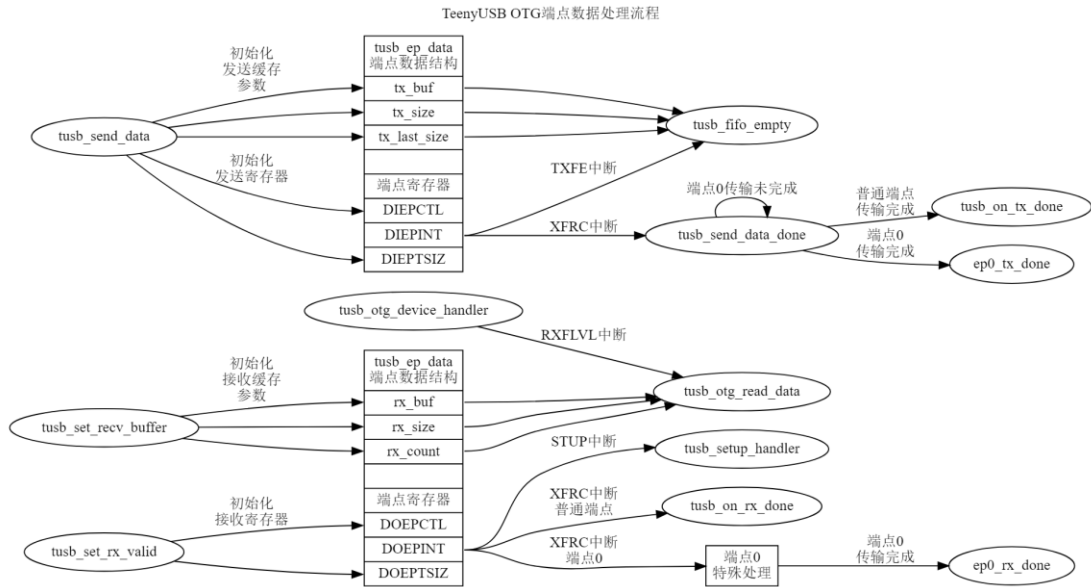 TeenyUSB OTG端点数据处理流程
初始化
发送缓存
参数
tusb_ep_data
端点数据结构
tx_buf
tx_size
tx_last_size
tusb_send_data
tusb_fifo_empty
初始化
发送寄存器
端点寄存器
DIEPCTL
DIEPINT
DIEPTSIZ
TXFE中断
XFRC中断
端点0传输未完成
tusb_send_data_done
普通端点
传输完成
tusb_on_tx_done
端点0
传输完成
ep0_tx_done
tusb_otg_device_handler
RXFLVL中断
初始化
接收缓存
参数
tusb_ep_data
端点数据结构
rx_buf
rx_size
rx_count
tusb_set_recv_buffer
tusb_otg_read_data
STUP中断
tusb_setup_handler
初始化
接收寄存器
端点寄存器
DOEPCTL
DOEPINT
DOEPTSIZ
tusb_set_rx_valid
XFRC中断
普通端点
tusb_on_rx_done
XFRC中断
端点0
端点0
特殊处理
端点0
传输完成
ep0_rx_done